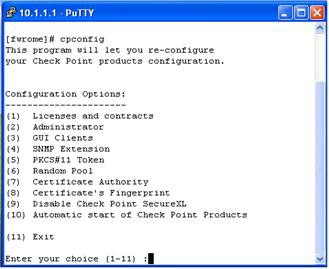 10.1.1.1 - PuTTY
[fwrome]# cpconfig
This program will let you re-configure
your Check Point products configuration.
Configuration Options:
----------------------
(1) Licenses and contracts
(2) Administrator
(3) GUI Clients
(4) SNMP Extension
(5) PKCS#11 Token
(6) Random Pool
(7) Certificate Authority
(8) Certificate's Fingerprint
(9) Disable Check Point SecureXL
(10) Automatic start of Check Point Products
(11) Exit
Enter your choice (1-11) :